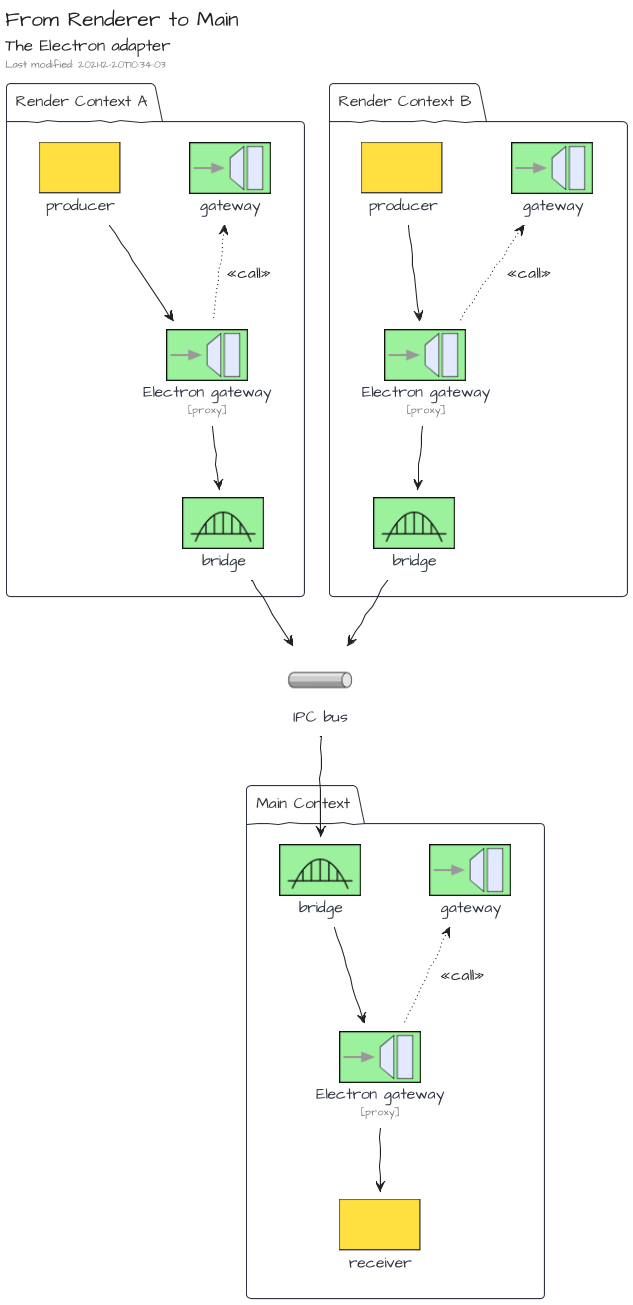 From Renderer to Main
The Electron adapter
Last modified: 2021-12-20T10:34:03
Render Context A
Render Context B
producer
gateway
producer
gateway
«call»
«call»
Electron gateway
[proxy]
Electron gateway
[proxy]
bridge
bridge
IPC bus
Main Context
bridge
gateway
«call»
Electron gateway
[proxy]
receiver